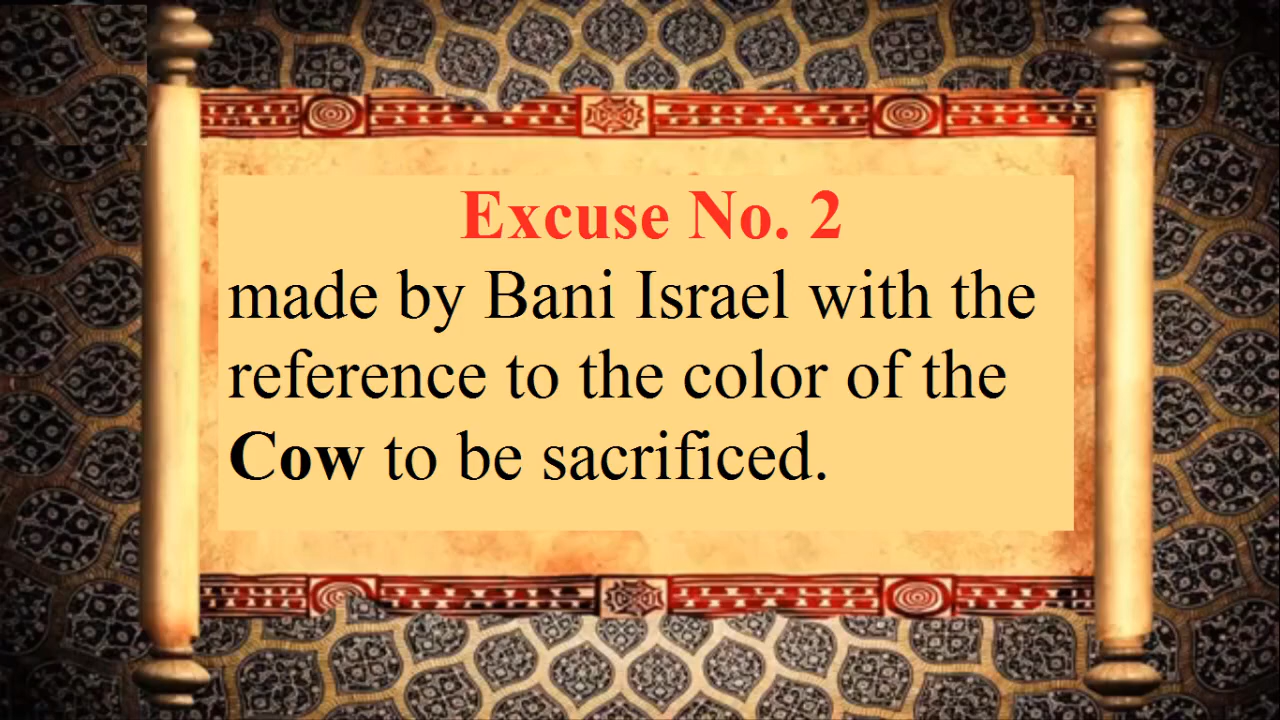 Excuse No. 2
made by Bani Israel with the
reference to the color of the
Cow to be sacrificed.